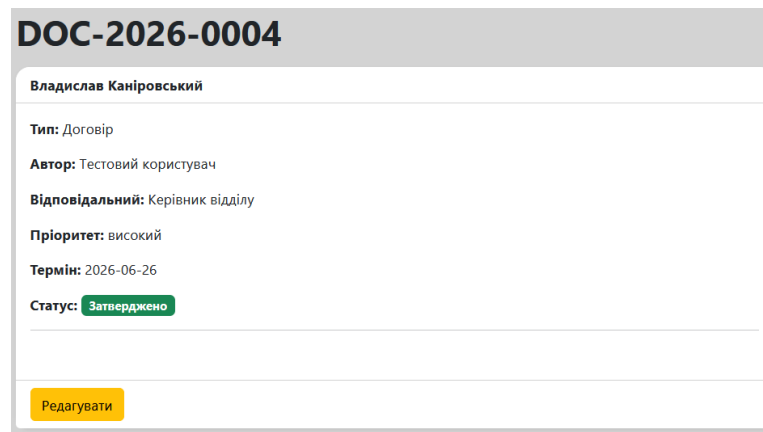 DOC-2026-0004
Владислав Каніровський
Тип: Договір
Автор: Тестовий користувач
Відповідальний: Керівник відділу
Пріоритет: високий
Термін: 2026-06-26
Статус: Затверджено
Редагувати